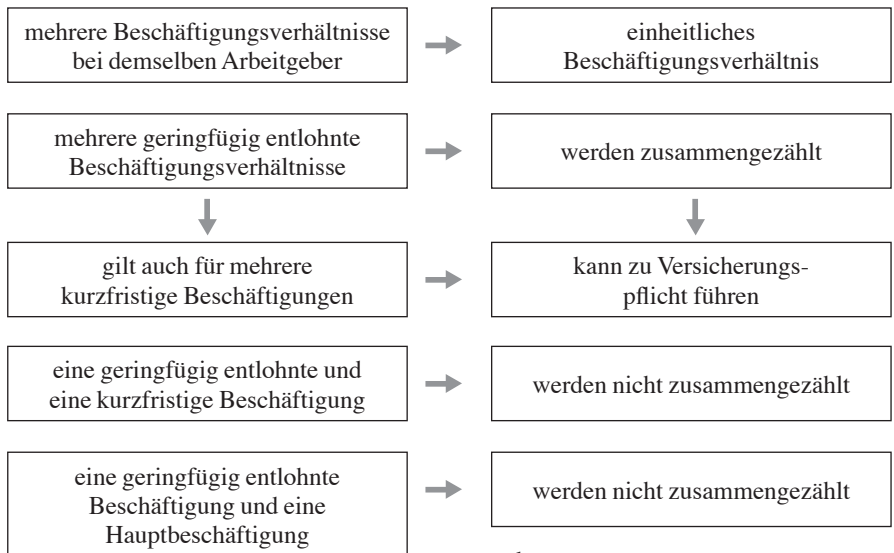 mehrere Beschäftigungsverhältnisse
bei demselben Arbeitgeber
einheitliches
Beschäftigungsverhältnis
mehrere geringfügig entlohnte
Beschäftigungsverhältnisse
werden zusammengezählt
gilt auch für mehrere
kurzfristige Beschäftigungen
kann zu Versicherungs-
pflicht führen
eine geringfügig entlohnte und
eine kurzfristige Beschäftigung
werden nicht zusammengezählt
eine geringfügig entlohnte
Beschäftigung und eine
Hauptbeschäftigung
werden nicht zusammengezählt